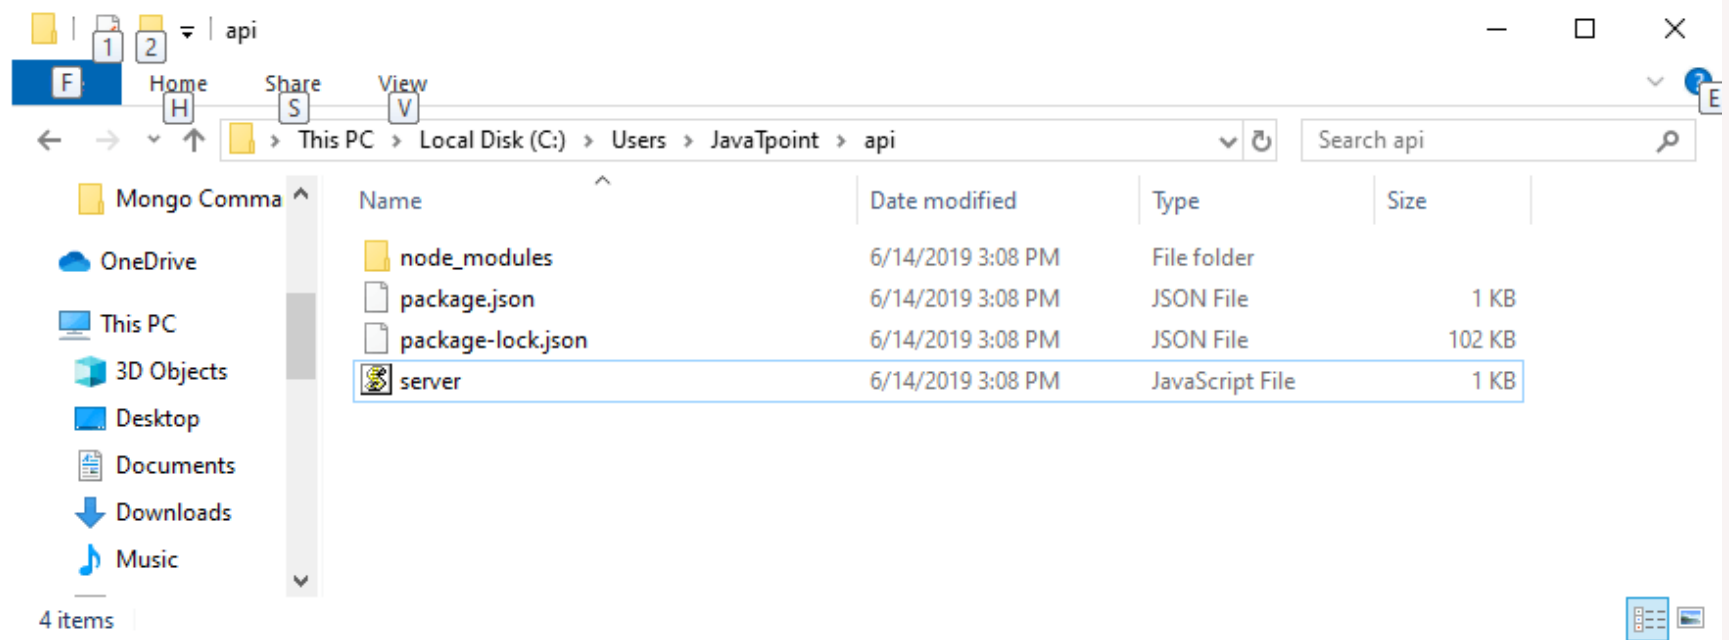 1 2 api
F Home Share View
H S V E
This PC > Local Disk (C:) > Users > JavaTpoint > api Search api
Mongo Comma
OneDrive
This PC
3D Objects
Desktop
Documents
Downloads
Music
Name Date modified Type Size
node_modules 6/14/2019 3:08 PM File folder
package.json 6/14/2019 3:08 PM JSON File 1 KB
package-lock.json 6/14/2019 3:08 PM JSON File 102 KB
server 6/14/2019 3:08 PM JavaScript File 1 KB
4 items